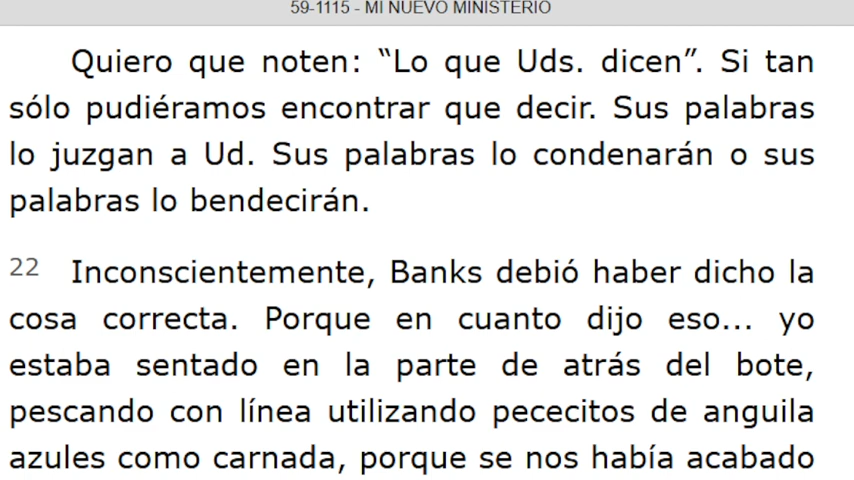 59-1115 - MI NUEVO MINISTERIO
Quiero que noten: “Lo que Uds. dicen”. Si tan
sólo pudiéramos encontrar que decir. Sus palabras
lo juzgan a Ud. Sus palabras lo condenarán o sus
palabras lo bendecirán.
22 Inconscientemente, Banks debió haber dicho la
cosa correcta. Porque en cuanto dijo eso... yo
estaba sentado en la parte de atrás del bote,
pescando con línea utilizando pececitos de anguila
azules como carnada, porque se nos había acabado